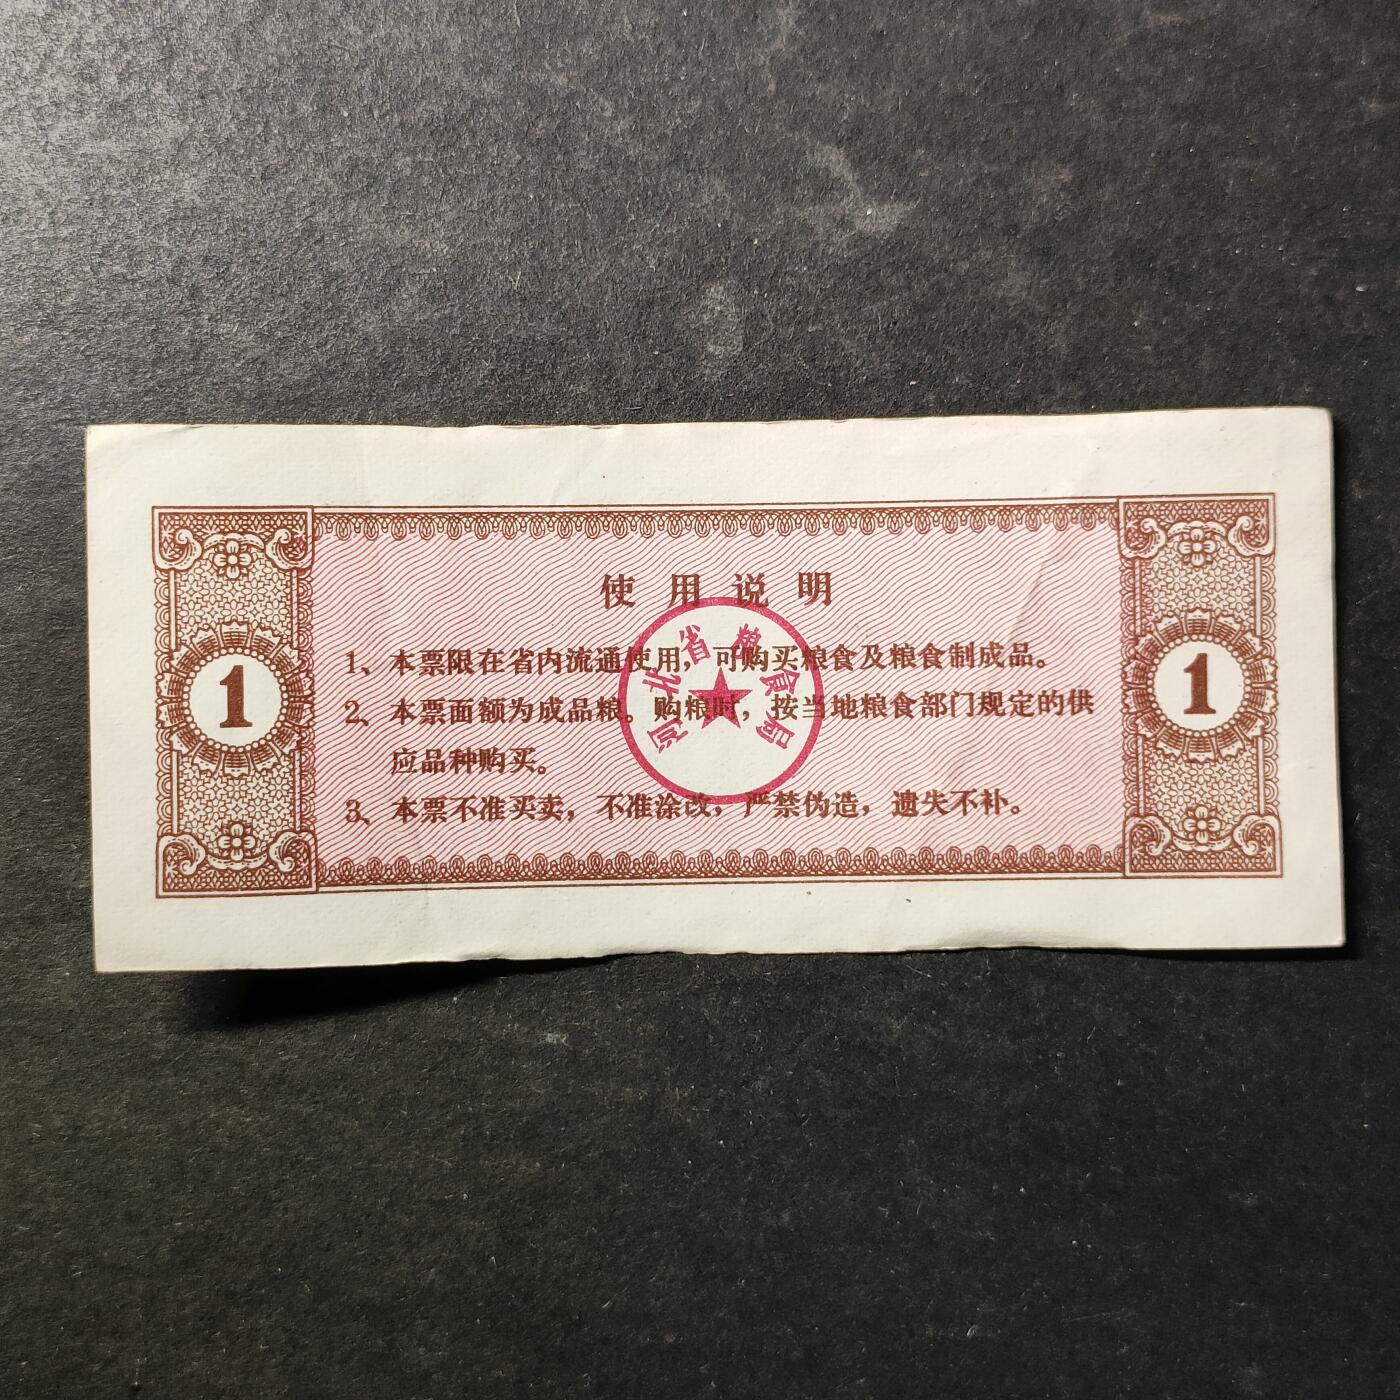 使用说明
1、本票限在省内流通使用，可购买粮食及粮食制成品。
2、本票面额为成品粮。购粮时，按当地粮食部门规定的供
应品种购买。
3、本票不准买卖，不准涂改，严禁伪造，遗失不补。
河北省粮食局
1
1